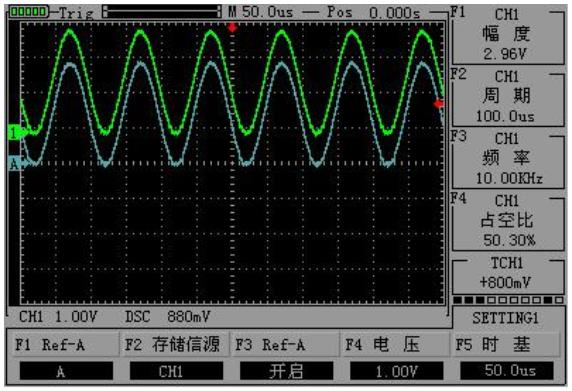 Trig M 50.0us Pos 0.000s
F1 CH1
幅 度
2.96V
F2 CH1
周 期
100.0us
F3 CH1
频 率
10.00KHz
F4 CH1
占空比
50.30%
TCH1
+800mV
1
A
CH1 1.00V DSC 880mV
SETTING1
F1 Ref-A F2 存储信源 F3 Ref-A F4 电 压 F5 时 基
A CH1 开启 1.00V 50.0us